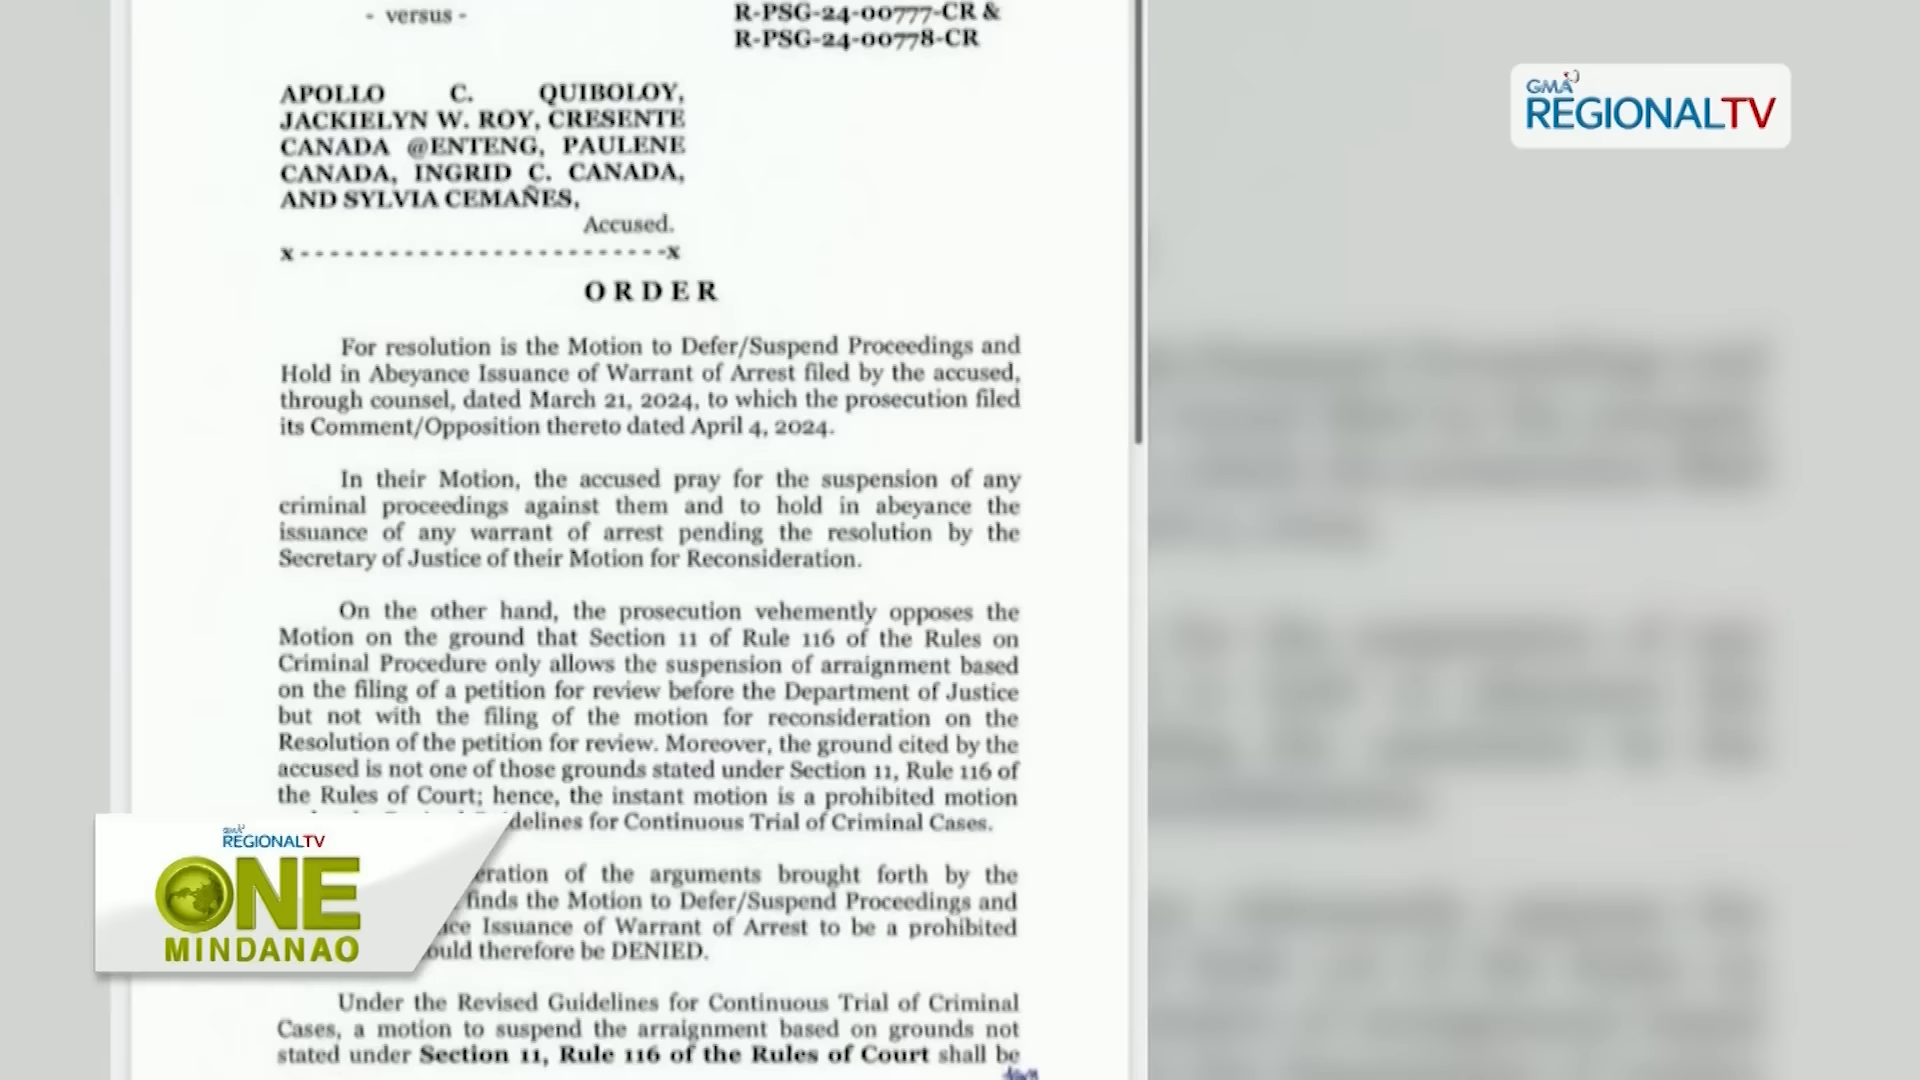 - versus -
R-PSG-24-00777-CR &
R-PSG-24-00778-CR
APOLLO C. QUIBOLOY,
JACKIELYN W. ROY, CRESENTE
CANADA @ENTENG, PAULENE
CANADA, INGRID C. CANADA,
AND SYLVIA CEMAÑES,
Accused.
x - - - - - - - - - - - - - - - - - - - - - - - - -x
O R D E R
For resolution is the Motion to Defer/Suspend Proceedings and
Hold in Abeyance Issuance of Warrant of Arrest filed by the accused,
through counsel, dated March 21, 2024, to which the prosecution filed
its Comment/Opposition thereto dated April 4, 2024.
In their Motion, the accused pray for the suspension of any
criminal proceedings against them and to hold in abeyance the
issuance of any warrant of arrest pending the resolution by the
Secretary of Justice of their Motion for Reconsideration.
On the other hand, the prosecution vehemently opposes the
Motion on the ground that Section 11 of Rule 116 of the Rules on
Criminal Procedure only allows the suspension of arraignment based
on the filing of a petition for review before the Department of Justice
but not with the filing of the motion for reconsideration on the
Resolution of the petition for review. Moreover, the ground cited by the
accused is not one of those grounds stated under Section 11, Rule 116 of
the Rules of Court; hence, the instant motion is a prohibited motion
delines for Continuous Trial of Criminal Cases.
eration of the arguments brought forth by the
finds the Motion to Defer/Suspend Proceedings and
ce Issuance of Warrant of Arrest to be a prohibited
ould therefore be DENIED.
Under the Revised Guidelines for Continuous Trial of Criminal
Cases, a motion to suspend the arraignment based on grounds not
stated under Section 11, Rule 116 of the Rules of Court shall be
GMA
REGIONALTV
GMA
REGIONALTV
ONE
MINDANAO